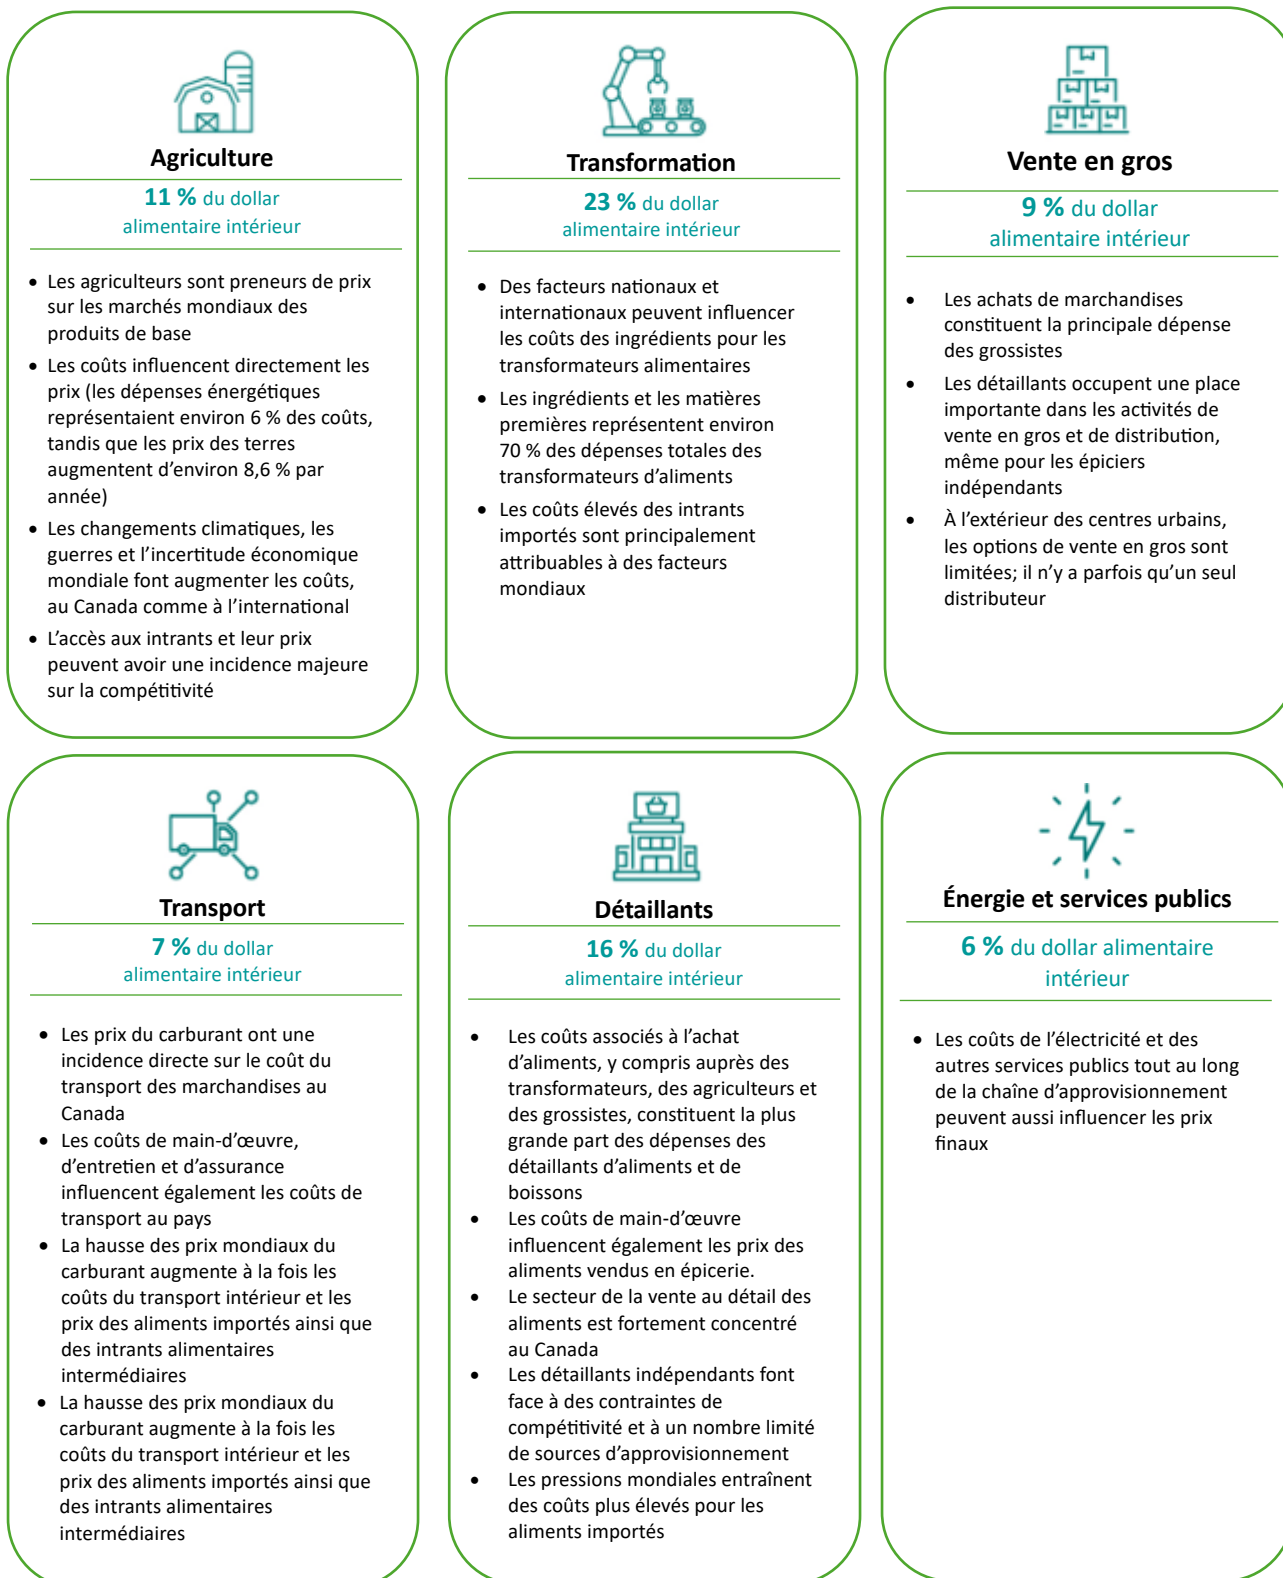 Agriculture
11 % du dollar
alimentaire intérieur
• Les agriculteurs sont preneurs de prix
sur les marchés mondiaux des
produits de base
• Les coûts influencent directement les
prix (les dépenses énergétiques
représentaient environ 6 % des coûts,
tandis que les prix des terres
augmentent d’environ 8,6 % par
année)
• Les changements climatiques, les
guerres et l’incertitude économique
mondiale font augmenter les coûts,
au Canada comme à l’international
• L’accès aux intrants et leur prix
peuvent avoir une incidence majeure
sur la compétitivité
Transformation
23 % du dollar
alimentaire intérieur
• Des facteurs nationaux et
internationaux peuvent influencer
les coûts des ingrédients pour les
transformateurs alimentaires
• Les ingrédients et les matières
premières représentent environ
70 % des dépenses totales des
transformateurs d’aliments
• Les coûts élevés des intrants
importés sont principalement
attribuables à des facteurs
mondiaux
Vente en gros
9 % du dollar
alimentaire intérieur
• Les achats de marchandises
constituent la principale dépense
des grossistes
• Les détaillants occupent une place
importante dans les activités de
vente en gros et de distribution,
même pour les épiciers
indépendants
• À l’extérieur des centres urbains,
les options de vente en gros sont
limitées; il n’y a parfois qu’un seul
distributeur
Transport
7 % du dollar
alimentaire intérieur
• Les prix du carburant ont une
incidence directe sur le coût du
transport des marchandises au
Canada
• Les coûts de main-d’œuvre,
d’entretien et d’assurance
influencent également les coûts de
transport au pays
• La hausse des prix mondiaux du
carburant augmente à la fois les
coûts du transport intérieur et les
prix des aliments importés ainsi que
des intrants alimentaires
intermédiaires
• La hausse des prix mondiaux du
carburant augmente à la fois les
coûts du transport intérieur et les
prix des aliments importés ainsi que
des intrants alimentaires
intermédiaires
Détaillants
16 % du dollar
alimentaire intérieur
• Les coûts associés à l’achat
d’aliments, y compris auprès des
transformateurs, des agriculteurs et
des grossistes, constituent la plus
grande part des dépenses des
détaillants d’aliments et de
boissons
• Les coûts de main-d’œuvre
influencent également les prix des
aliments vendus en épicerie.
• Le secteur de la vente au détail des
aliments est fortement concentré
au Canada
• Les détaillants indépendants font
face à des contraintes de
compétitivité et à un nombre limité
de sources d’approvisionnement
• Les pressions mondiales entraînent
des coûts plus élevés pour les
aliments importés
Énergie et services publics
6 % du dollar alimentaire
intérieur
• Les coûts de l’électricité et des
autres services publics tout au long
de la chaîne d’approvisionnement
peuvent aussi influencer les prix
finaux